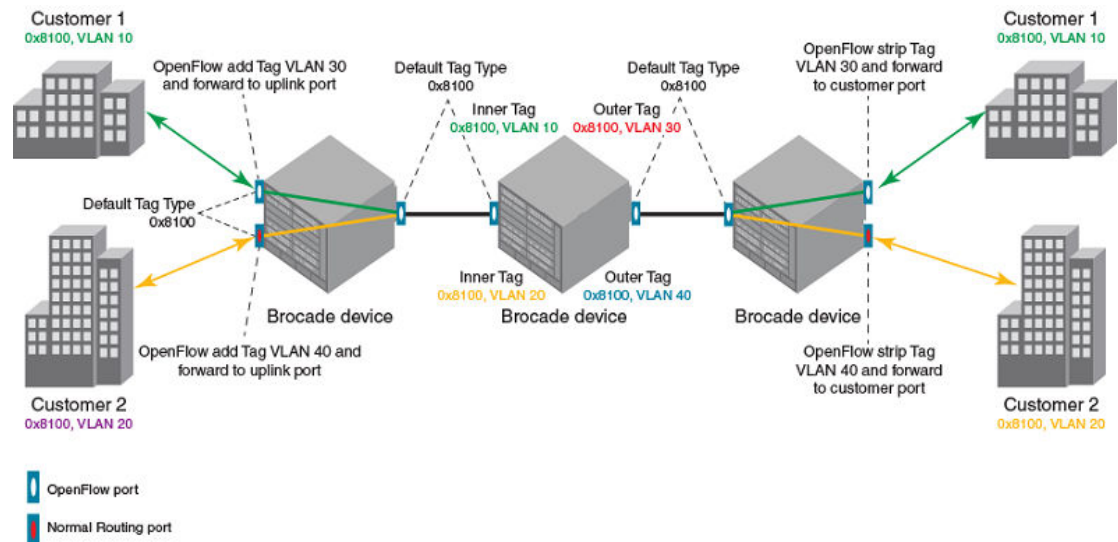 Customer 1
0x8100, VLAN 10
OpenFlow add Tag VLAN 30
and forward to uplink port
Default Tag Type
0x8100
Inner Tag
0x8100, VLAN 10
Outer Tag
0x8100, VLAN 30
Default Tag Type
0x8100
OpenFlow strip Tag
VLAN 30 and forward
to customer port
Customer 1
0x8100, VLAN 10
Default Tag Type
0x8100
Inner Tag
0x8100, VLAN 20
Outer Tag
0x8100, VLAN 40
Brocade device
Brocade device
Brocade device
OpenFlow add Tag VLAN 40 and
forward to uplink port
OpenFlow strip Tag
VLAN 40 and forward
to customer port
Customer 2
0x8100, VLAN 20
Customer 2
0x8100, VLAN 20
OpenFlow port
Normal Routing port